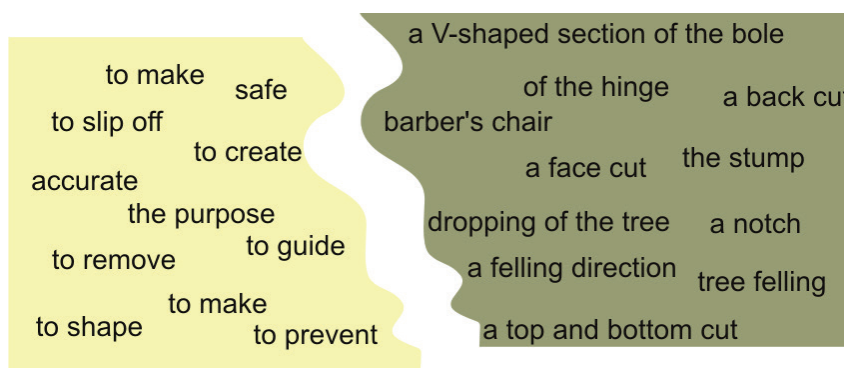 to make
safe
to slip off
to create
accurate
the purpose
to guide
to remove
to make
to shape
to prevent
a V-shaped section of the bole
of the hinge
a back cut
barber's chair
a face cut
the stump
dropping of the tree
a notch
a felling direction
tree felling
a top and bottom cut